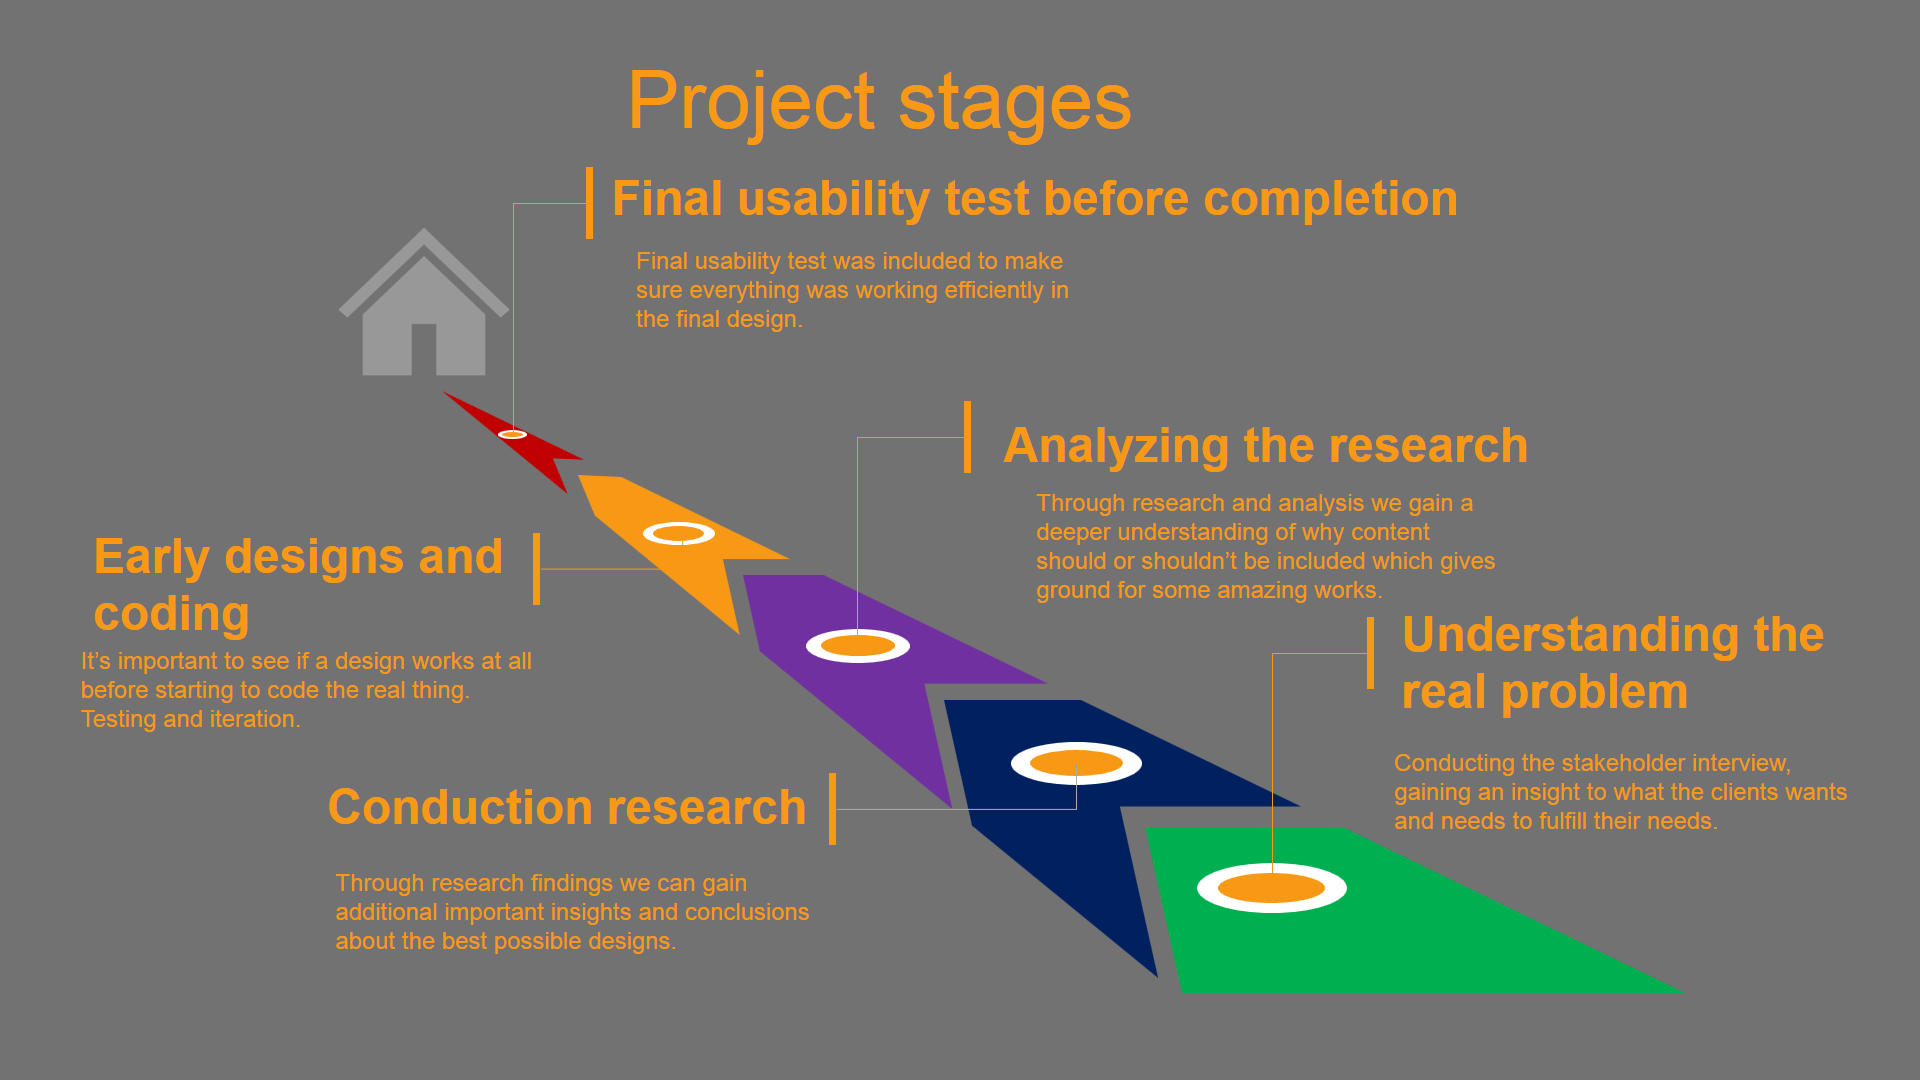 Project stages
Final usability test before completion
Final usability test was included to make
sure everything was working efficiently in
the final design.
Analyzing the research
Through research and analysis we gain a
deeper understanding of why content
should or shouldn’t be included which gives
ground for some amazing works.
Early designs and
coding
It’s important to see if a design works at all
before starting to code the real thing.
Testing and iteration.
Understanding the
real problem
Conducting the stakeholder interview,
gaining an insight to what the clients wants
and needs to fulfill their needs.
Conduction research
Through research findings we can gain
additional important insights and conclusions
about the best possible designs.